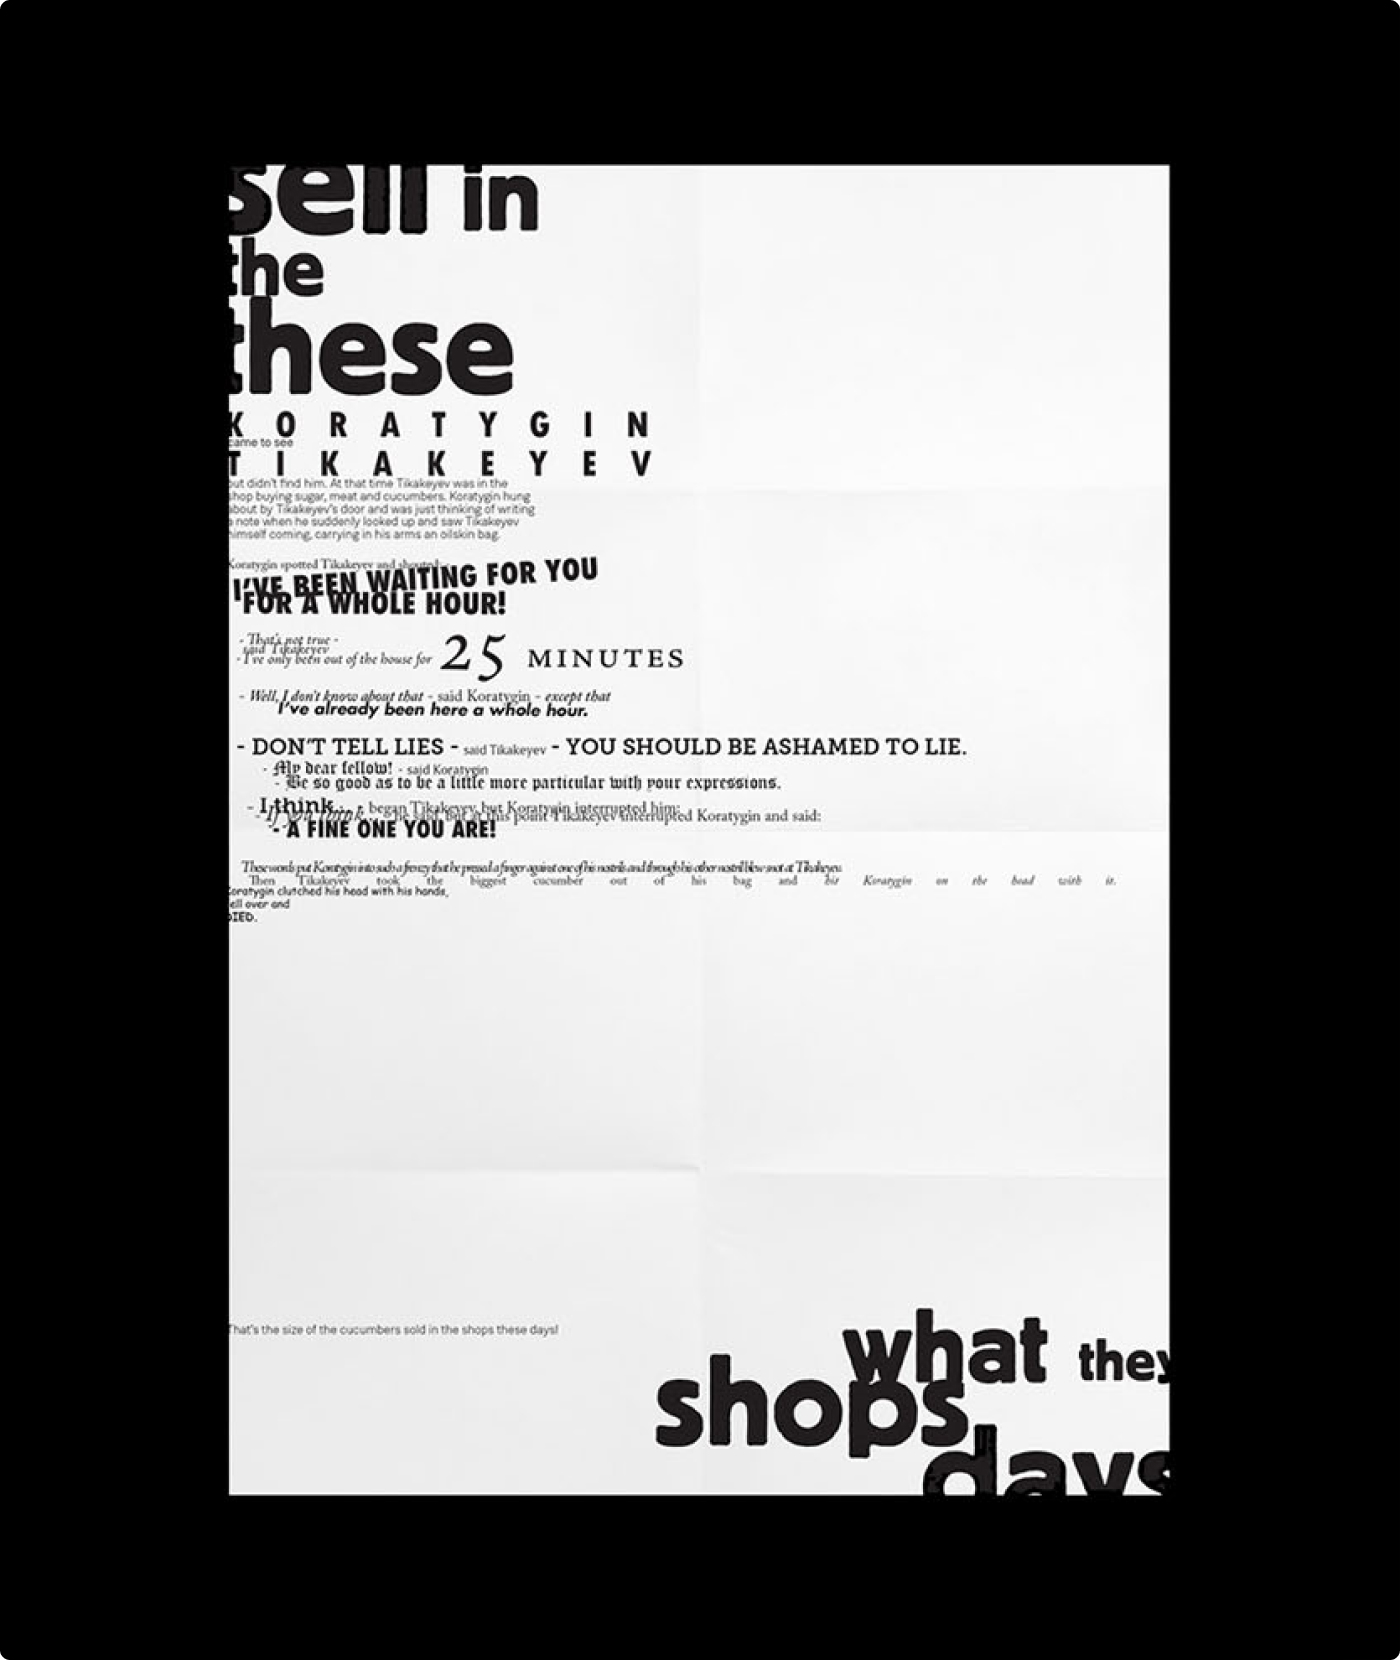 sell in
the
these
KORATYGIN
came to see
TIKAKEYEV
but didn't find him. At that time Tikakeyev was in the
shop buying sugar, meat and cucumbers. Koratygin hung
about by Tikakeyev's door and was just thinking of writing
a note when he suddenly looked up and saw Tikakeyev
himself coming, carrying in his arms an oilskin bag.
Koratygin spotted Tikakeyev and shouted:
I'VE BEEN WAITING FOR YOU
FOR A WHOLE HOUR!
- That's not true -
said Tikakeyev
- I've only been out of the house for 25 MINUTES
- Well, I don't know about that - said Koratygin - except that
I've already been here a whole hour.
- DON'T TELL LIES - said Tikakeyev - YOU SHOULD BE ASHAMED TO LIE.
- My dear fellow! - said Koratygin
- Be so good as to be a little more particular with your expressions.
- I think... - began Tikakeyev, but Koratygin interrupted him:
- If you think... - he said, but at this point Tikakeyev interrupted Koratygin and said:
- A FINE ONE YOU ARE!
These words put Koratygin into such a frenzy that he pressed a finger against one of his nostrils and through his other nostril blew snot at Tikakeyev.
Then Tikakeyev took the biggest cucumber out of his bag and hit Koratygin on the head with it.
Koratygin clutched his head with his hands,
fell over and
DIED.
That's the size of the cucumbers sold in the shops these days!
what they
shops
days